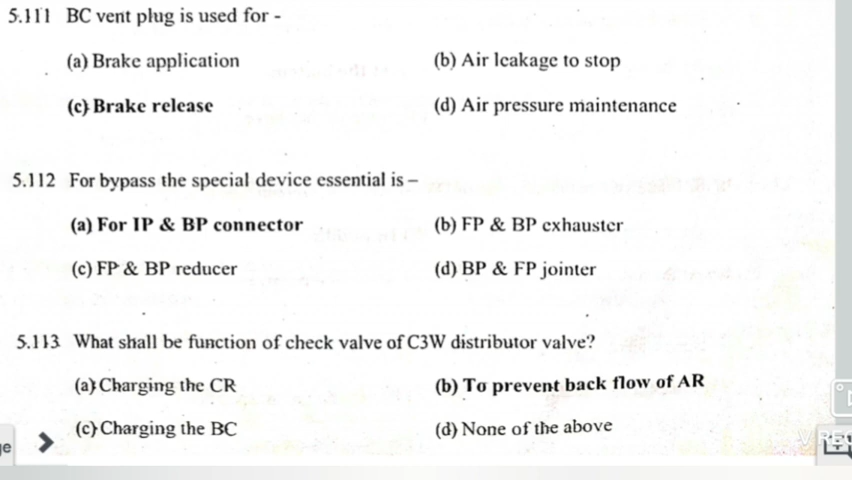 5.111 BC vent plug is used for -
(a) Brake application (b) Air leakage to stop
(c) Brake release (d) Air pressure maintenance
5.112 For bypass the special device essential is –
(a) For IP & BP connector (b) FP & BP exhauster
(c) FP & BP reducer (d) BP & FP jointer
5.113 What shall be function of check valve of C3W distributor valve?
(a) Charging the CR (b) To prevent back flow of AR
(c) Charging the BC (d) None of the above